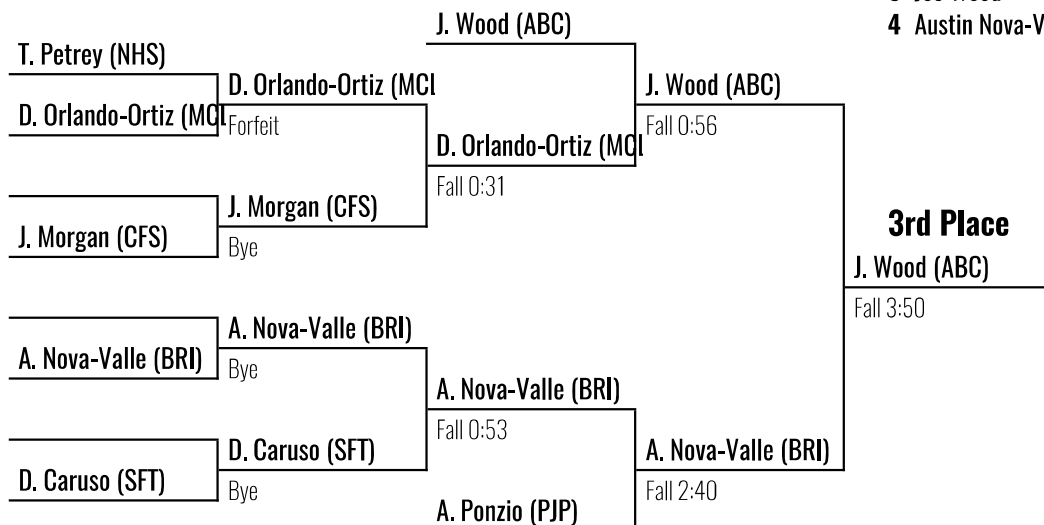 J. Wood (ABC)
4 Austin Nova-V
T. Petrey (NHS)
D. Orlando-Ortiz (MCI
J. Wood (ABC)
D. Orlando-Ortiz (MCI
Forfeit
Fall 0:56
D. Orlando-Ortiz (MCI
Fall 0:31
J. Morgan (CFS)
J. Morgan (CFS)
Bye
3rd Place
J. Wood (ABC)
Fall 3:50
A. Nova-Valle (BRI)
A. Nova-Valle (BRI)
Bye
A. Nova-Valle (BRI)
Fall 0:53
D. Caruso (SFT)
A. Nova-Valle (BRI)
D. Caruso (SFT)
Bye
Fall 2:40
A. Ponzio (PJP)